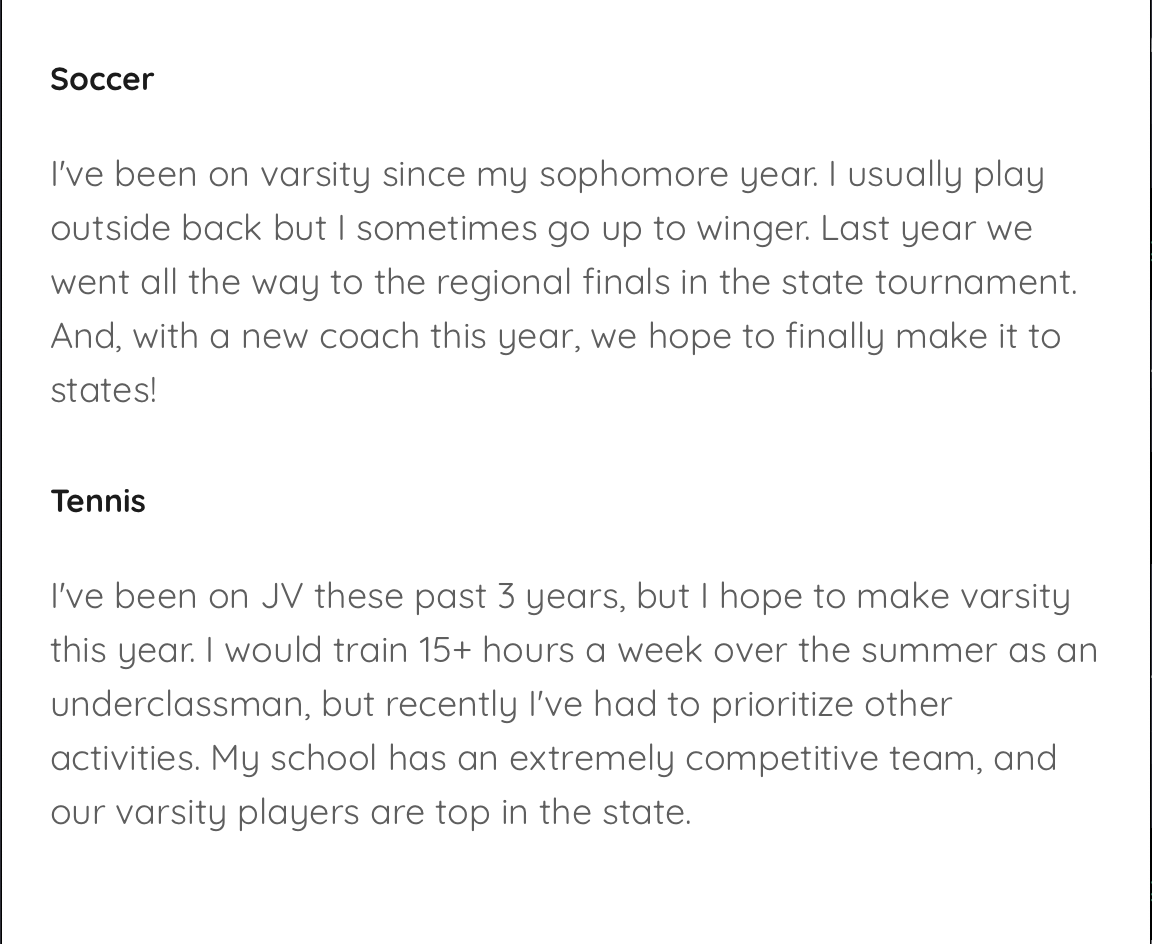 Soccer
I've been on varsity since my sophomore year. I usually play
outside back but I sometimes go up to winger. Last year we
went all the way to the regional finals in the state tournament.
And, with a new coach this year, we hope to finally make it to
states!
Tennis
I've been on JV these past 3 years, but I hope to make varsity
this year. I would train 15+ hours a week over the summer as an
underclassman, but recently I've had to prioritize other
activities. My school has an extremely competitive team, and
our varsity players are top in the state.